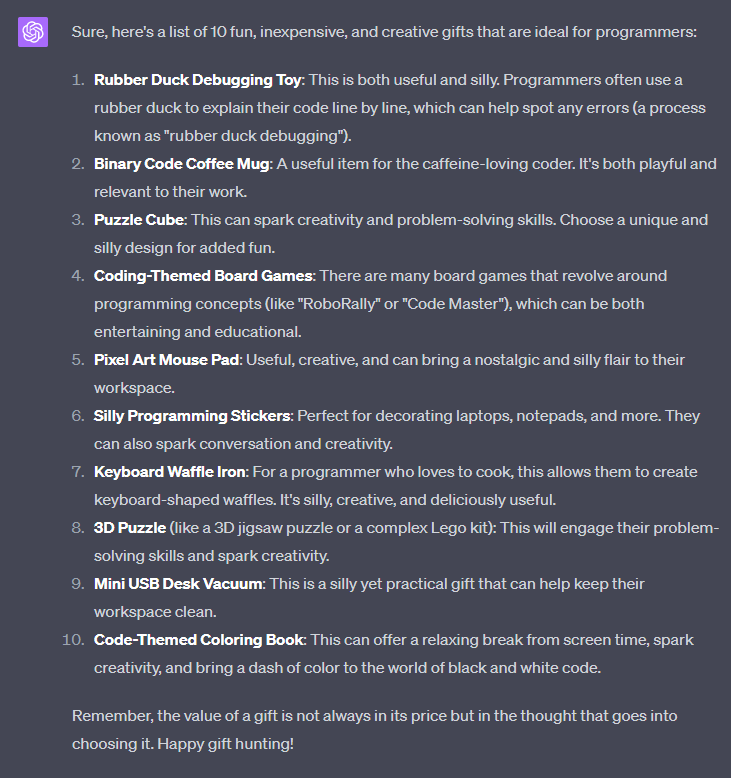 Sure, here's a list of 10 fun, inexpensive, and creative gifts that are ideal for programmers:
1. Rubber Duck Debugging Toy: This is both useful and silly. Programmers often use a
rubber duck to explain their code line by line, which can help spot any errors (a process
known as "rubber duck debugging").
2. Binary Code Coffee Mug: A useful item for the caffeine-loving coder. It's both playful and
relevant to their work.
3. Puzzle Cube: This can spark creativity and problem-solving skills. Choose a unique and
silly design for added fun.
4. Coding-Themed Board Games: There are many board games that revolve around
programming concepts (like "RoboRally" or "Code Master"), which can be both
entertaining and educational.
5. Pixel Art Mouse Pad: Useful, creative, and can bring a nostalgic and silly flair to their
workspace.
6. Silly Programming Stickers: Perfect for decorating laptops, notepads, and more. They
can also spark conversation and creativity.
7. Keyboard Waffle Iron: For a programmer who loves to cook, this allows them to create
keyboard-shaped waffles. It's silly, creative, and deliciously useful.
8. 3D Puzzle (like a 3D jigsaw puzzle or a complex Lego kit): This will engage their problem-
solving skills and spark creativity.
9. Mini USB Desk Vacuum: This is a silly yet practical gift that can help keep their
workspace clean.
10. Code-Themed Coloring Book: This can offer a relaxing break from screen time, spark
creativity, and bring a dash of color to the world of black and white code.
Remember, the value of a gift is not always in its price but in the thought that goes into
choosing it. Happy gift hunting!